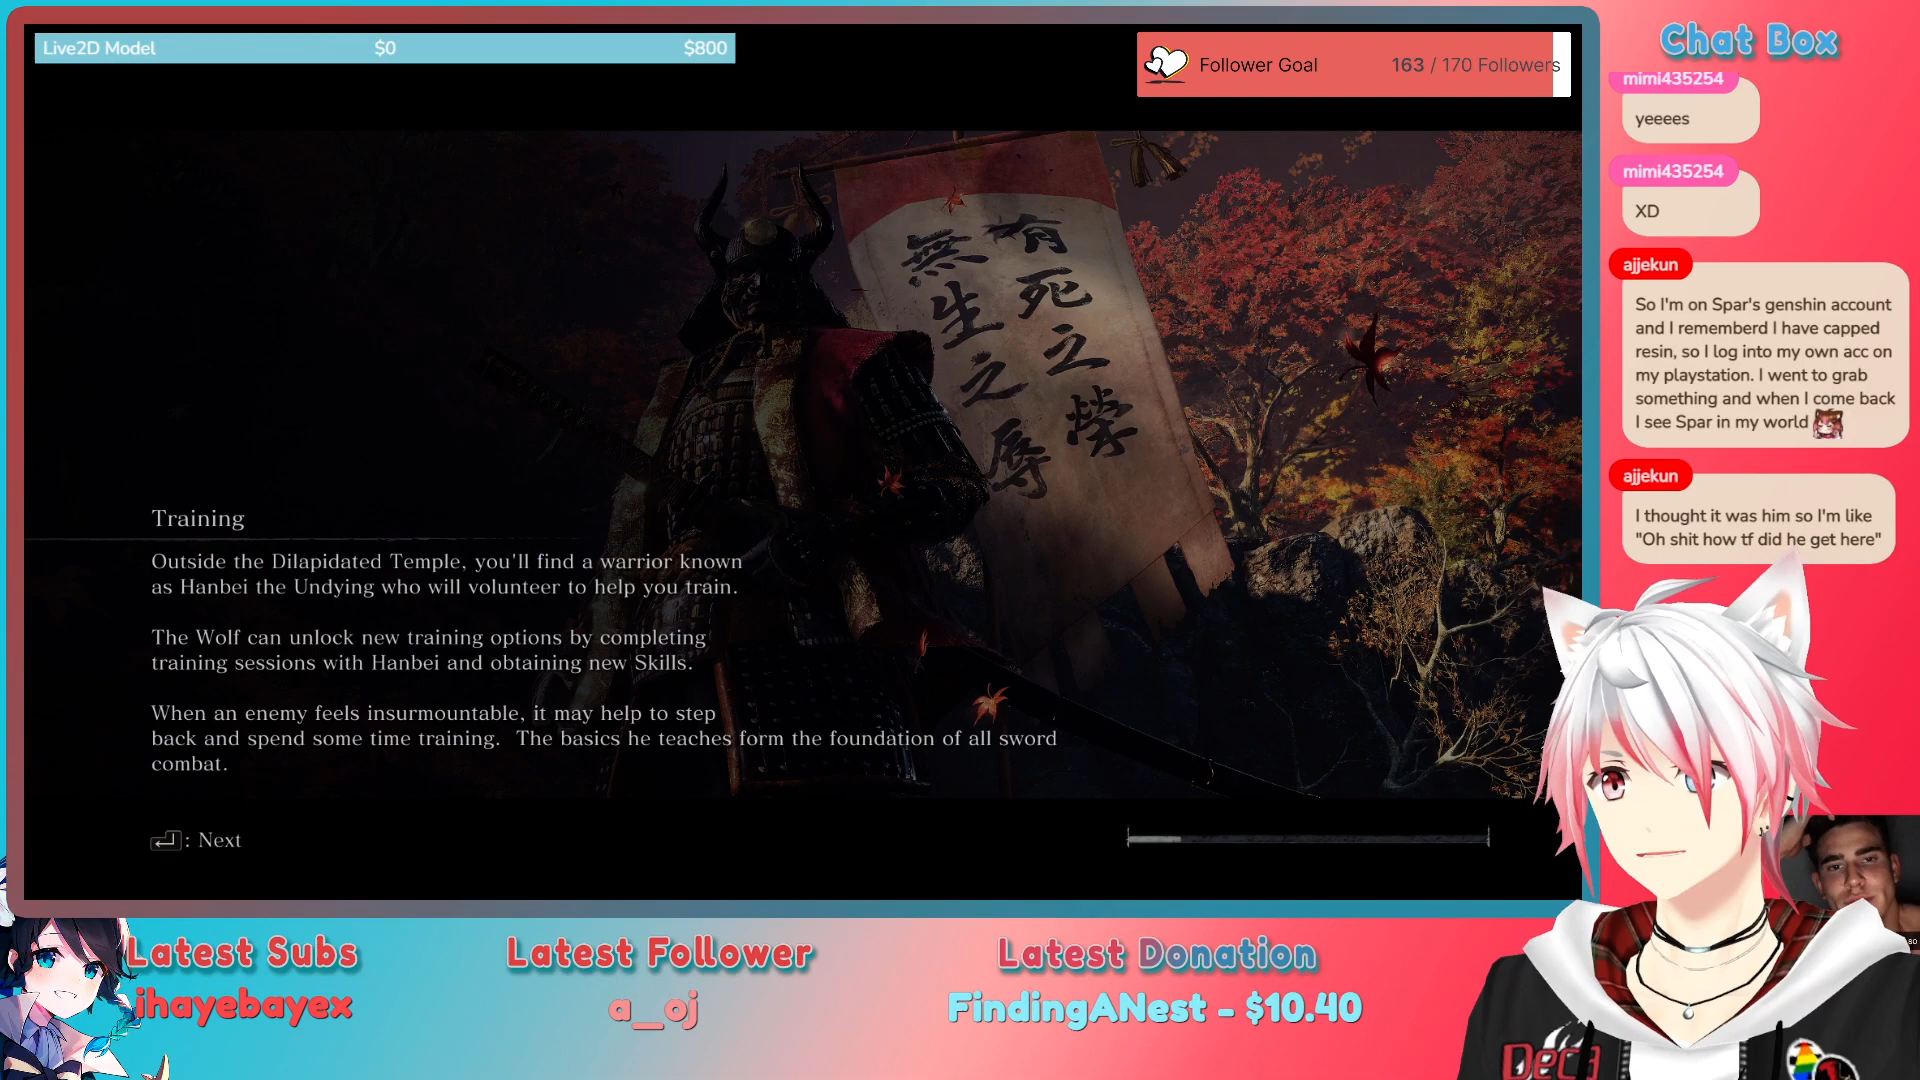 Live2D Model $0 $800
Follower Goal 163 / 170 Followers
Chat Box
mimi435254
yeeees
mimi435254
XD
ajjekun
So I'm on Spar's genshin account
and I rememberd I have capped
resin, so I log into my own acc on
my playstation. I went to grab
something and when I come back
I see Spar in my world
ajjekun
I thought it was him so I'm like
"Oh shit how tf did he get here"
有死之榮
無生之辱
Training
Outside the Dilapidated Temple, you'll find a warrior known
as Hanbei the Undying who will volunteer to help you train.
The Wolf can unlock new training options by completing
training sessions with Hanbei and obtaining new Skills.
When an enemy feels insurmountable, it may help to step
back and spend some time training. The basics he teaches form the foundation of all sword
combat.
: Next
Latest Subs
ihayebayex
Latest Follower
a__oj
Latest Donation
FindingANest - $10.40